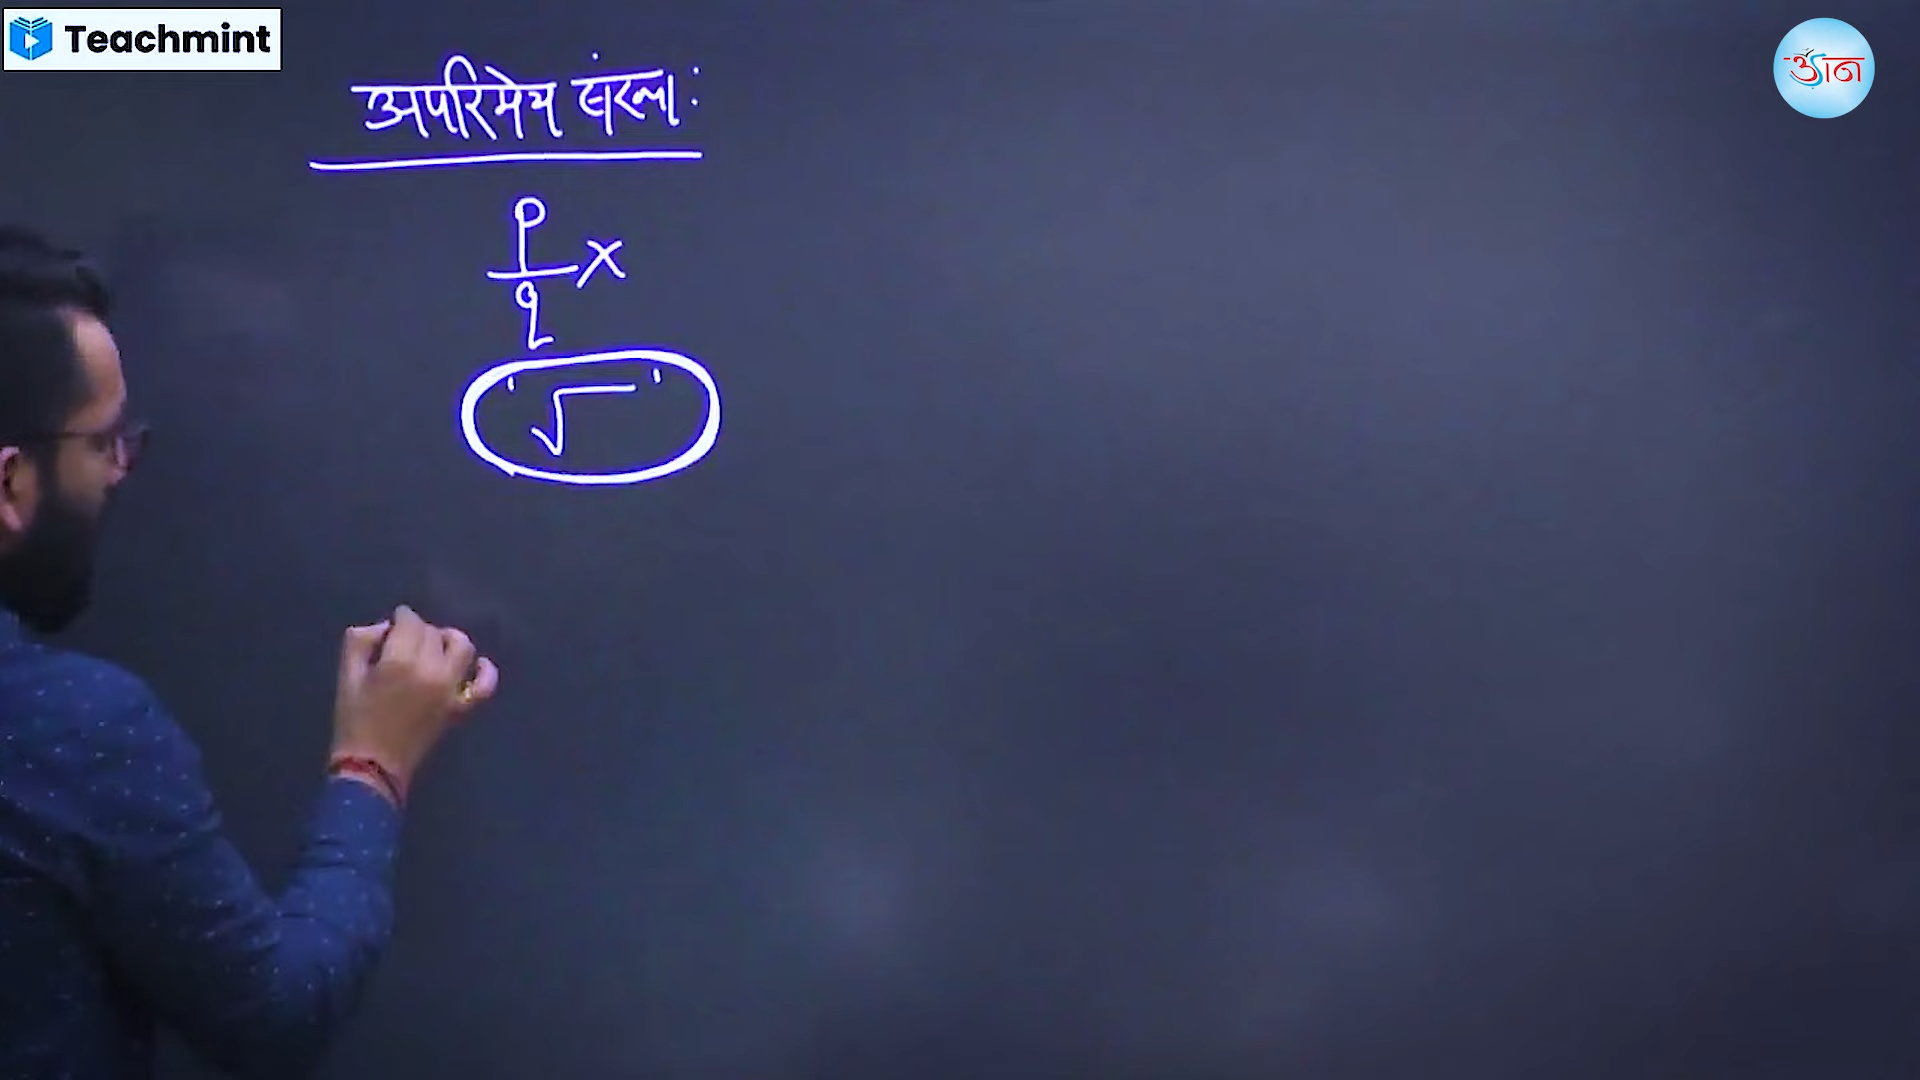 Teachmint
ज्ञान
अपरिमेय संख्या:
p/q ×
'√'